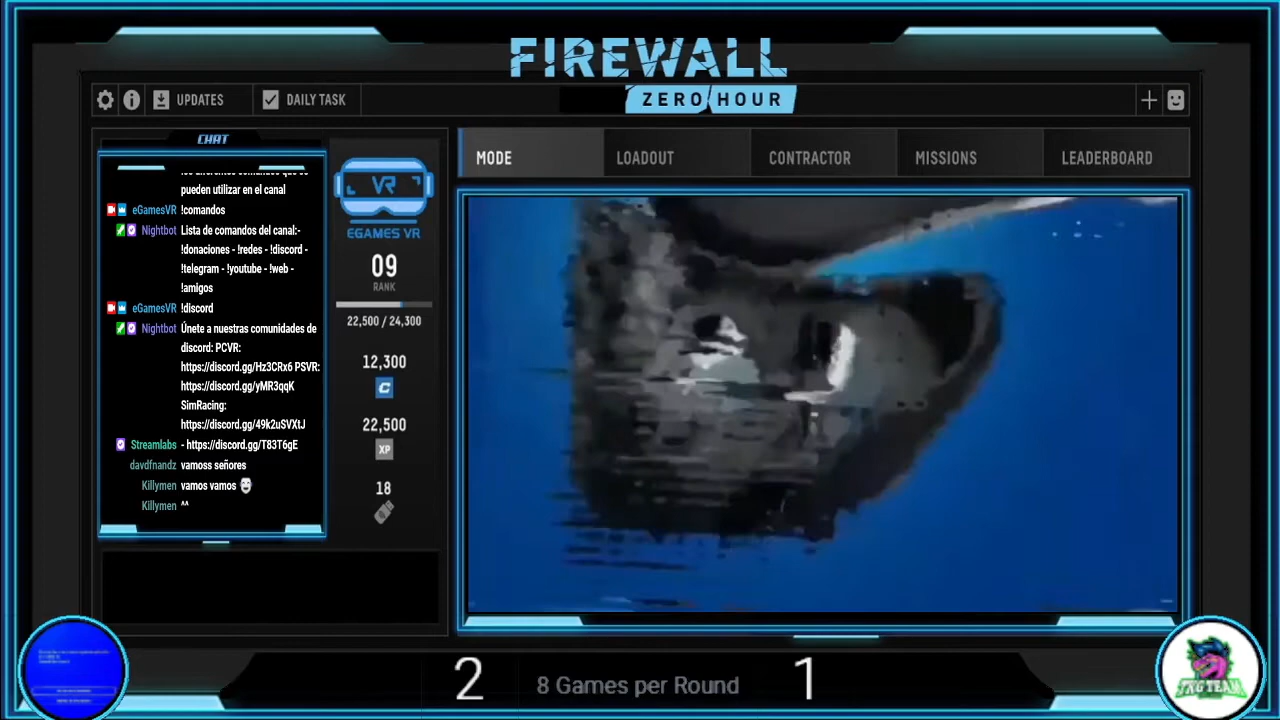 FIREWALL
ZERO HOUR
UPDATES
DAILY TASK
CHAT
pueden utilizar en el canal
eGamesVR !comandos
Nightbot Lista de comandos del canal:-
!donaciones - !redes - !discord -
!telegram - !youtube - !web -
!amigos
eGamesVR !discord
Nightbot Únete a nuestras comunidades de
discord: PCVR:
https://discord.gg/Hz3CRx6 PSVR:
https://discord.gg/yMR3qqK
SimRacing:
https://discord.gg/49k2uSVXtJ
Streamlabs - https://discord.gg/T83T6gE
davdfnandz vamoss señores
Killymen vamos vamos
Killymen ^^
VR
EGAMES VR
09
RANK
22,500 / 24,300
12,300
C
22,500
XP
18
MODE
LOADOUT
CONTRACTOR
MISSIONS
LEADERBOARD
2 8 Games per Round 1
TEAM